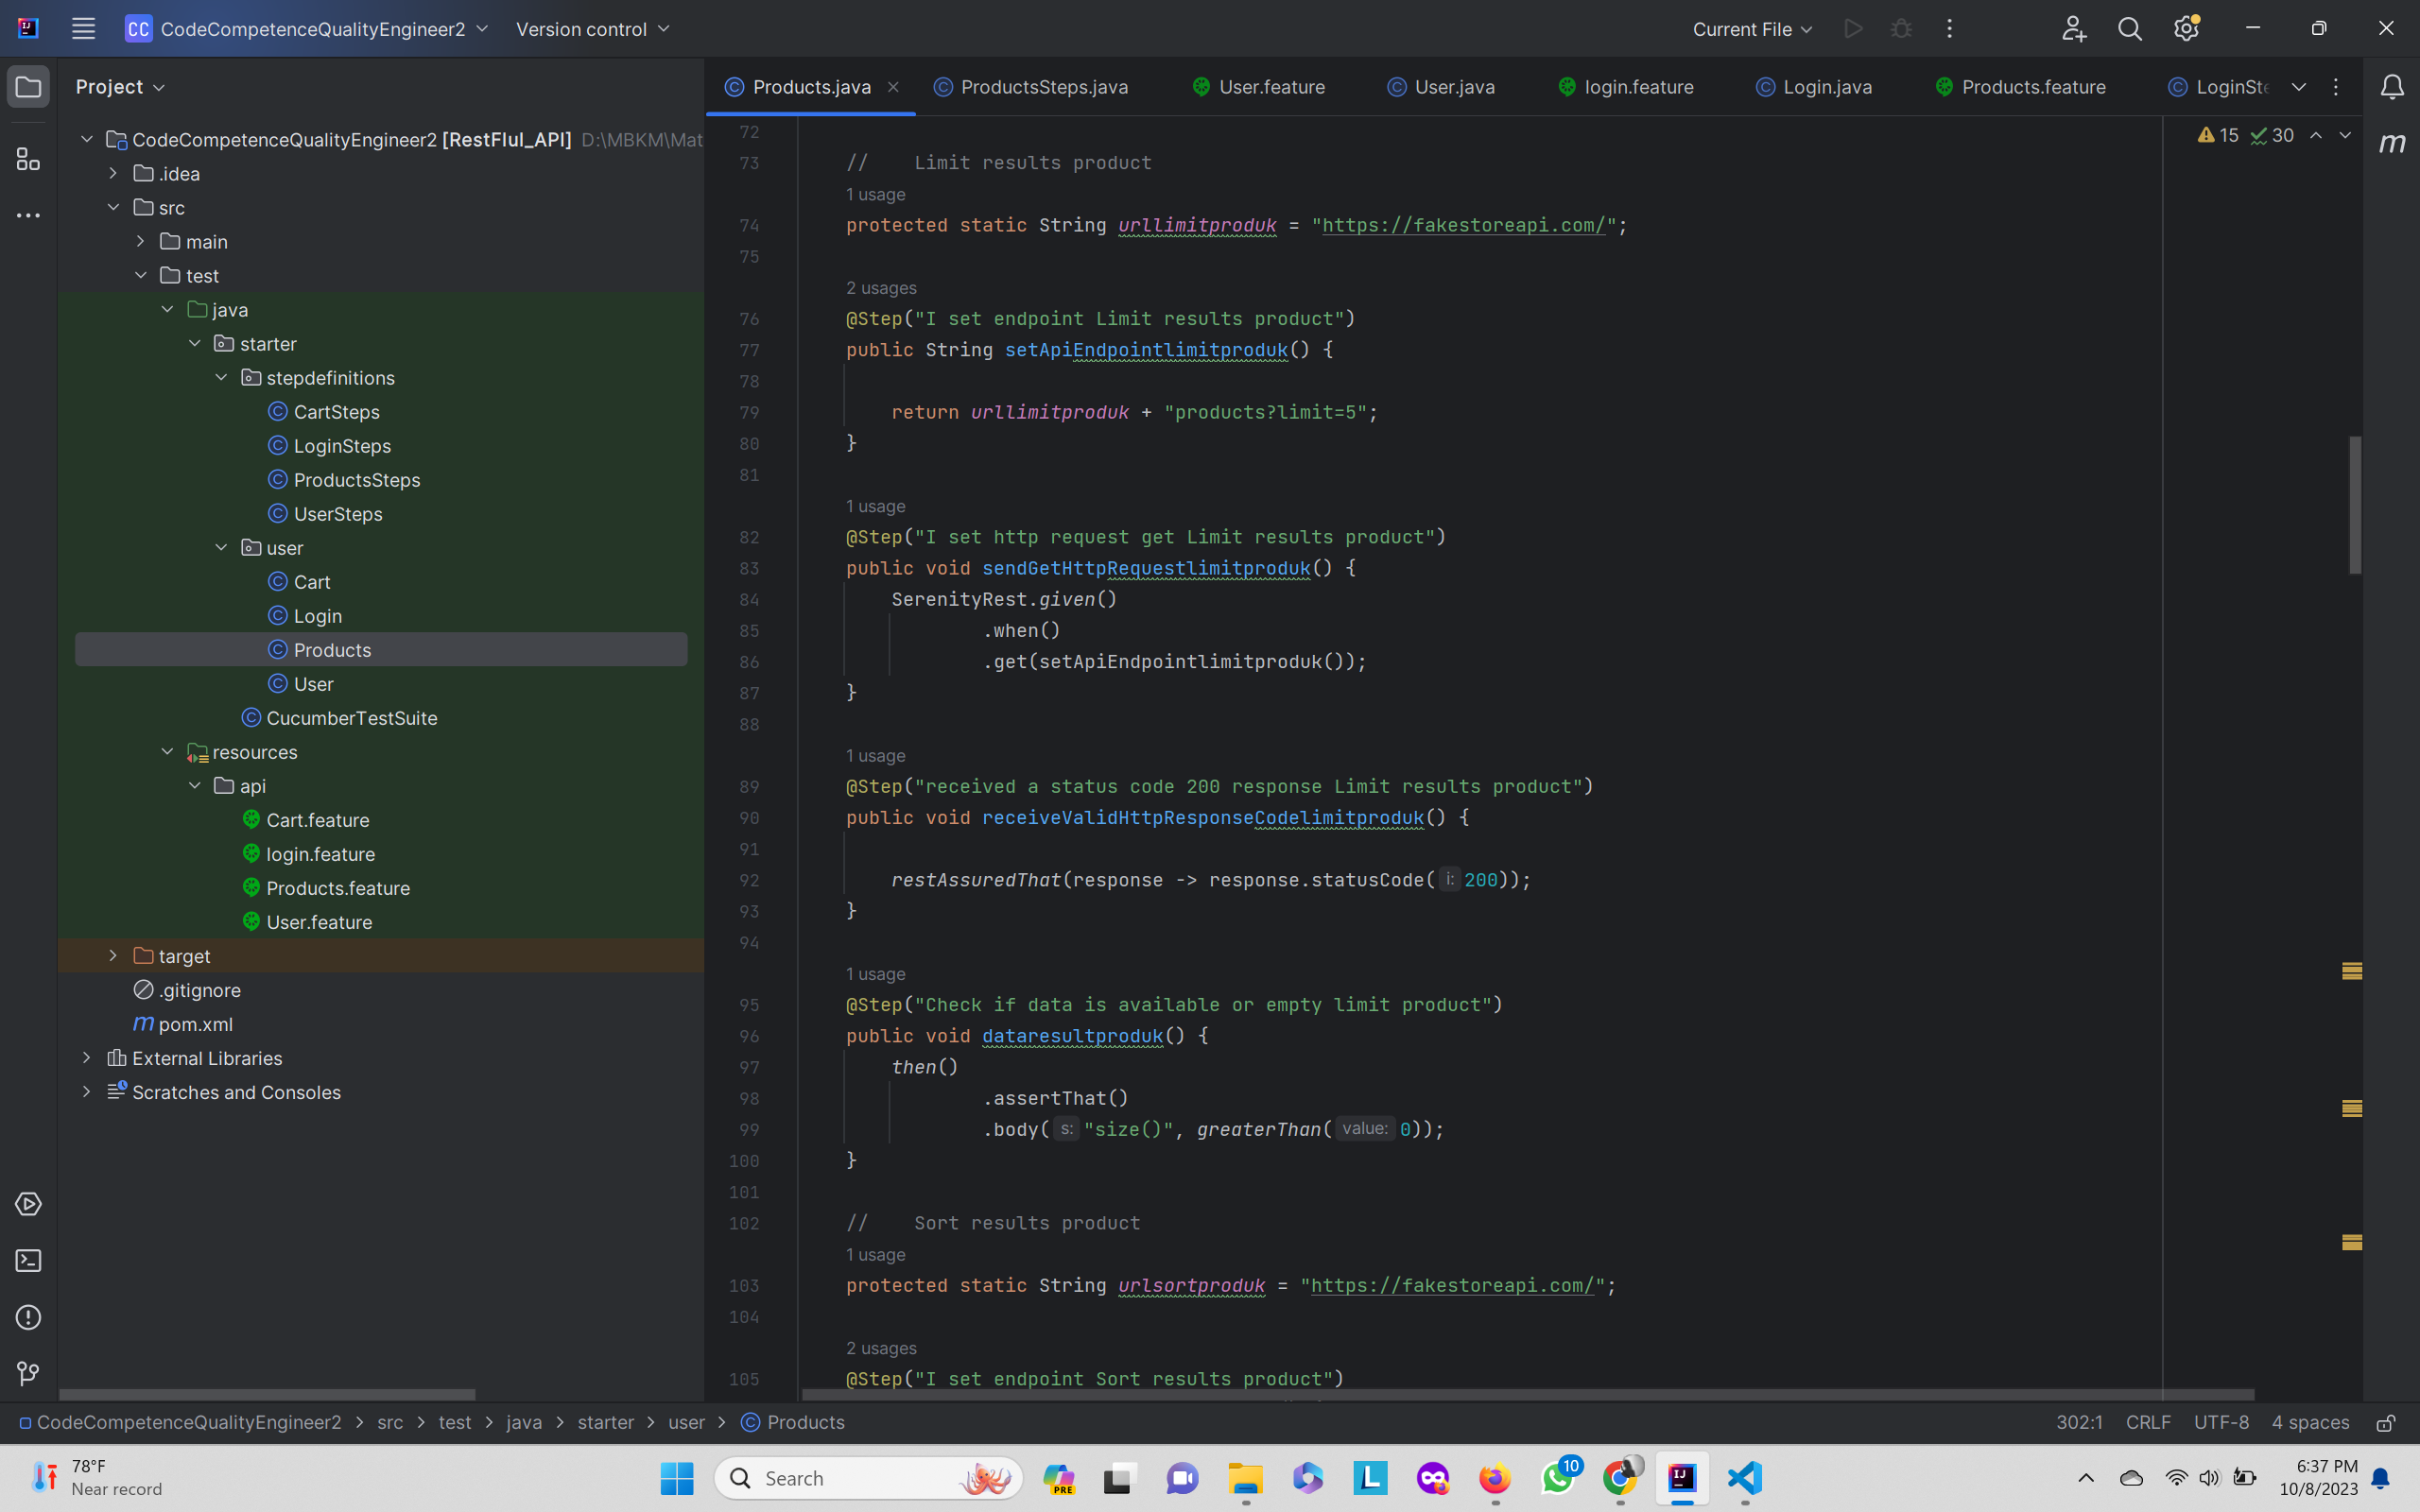 CC CodeCompetenceQualityEngineer2 Version control Current File
Project
Products.java ProductsSteps.java User.feature User.java login.feature Login.java Products.feature LoginSte
CodeCompetenceQualityEngineer2 [RestFlul_API] D:\MBKM\Mat
.idea
src
main
test
java
starter
stepdefinitions
CartSteps
LoginSteps
ProductsSteps
UserSteps
user
Cart
Login
Products
User
CucumberTestSuite
resources
api
Cart.feature
login.feature
Products.feature
User.feature
target
.gitignore
m pom.xml
External Libraries
Scratches and Consoles
15 30
m
72
73 // Limit results product
1 usage
74 protected static String urllimitproduk = "https://fakestoreapi.com/";
75
2 usages
76 @Step("I set endpoint Limit results product")
77 public String setApiEndpointlimitproduk() {
78
79 return urllimitproduk + "products?limit=5";
80 }
81
1 usage
82 @Step("I set http request get Limit results product")
83 public void sendGetHttpRequestlimitproduk() {
84 SerenityRest.given()
85 .when()
86 .get(setApiEndpointlimitproduk());
87 }
88
1 usage
89 @Step("received a status code 200 response Limit results product")
90 public void receiveValidHttpResponseCodelimitproduk() {
91
92 restAssuredThat(response -> response.statusCode( i: 200));
93 }
94
1 usage
95 @Step("Check if data is available or empty limit product")
96 public void dataresultproduk() {
97 then()
98 .assertThat()
99 .body( s: "size()", greaterThan( value: 0));
100 }
101
102 // Sort results product
1 usage
103 protected static String urlsortproduk = "https://fakestoreapi.com/";
104
2 usages
105 @Step("I set endpoint Sort results product")
CodeCompetenceQualityEngineer2 > src > test > java > starter > user > Products
302:1 CRLF UTF-8 4 spaces
78°F
Near record
Search
PRE
10
6:37 PM
10/8/2023